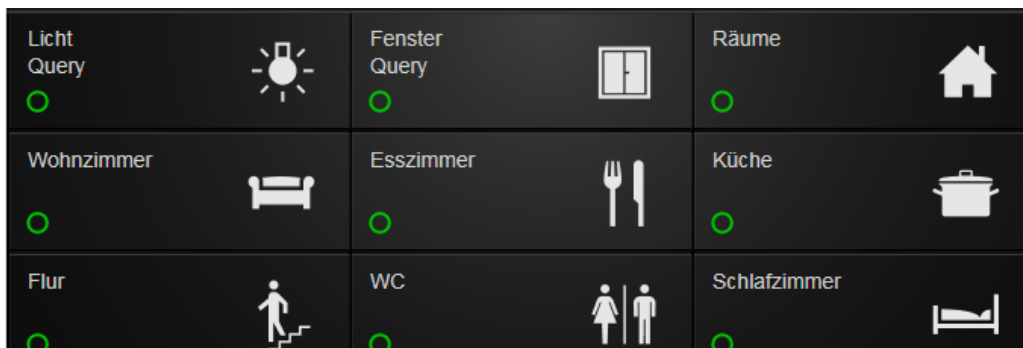 Licht
Query
Fenster
Query
Räume
Wohnzimmer
Esszimmer
Küche
Flur
WC
Schlafzimmer